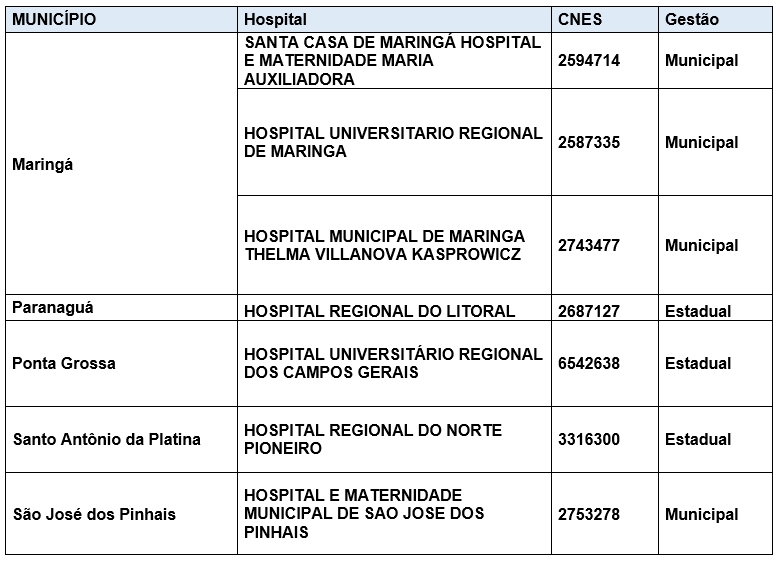 MUNICÍPIO Hospital CNES Gestão
SANTA CASA DE MARINGÁ HOSPITAL
E MATERNIDADE MARIA
AUXILIADORA
2594714 Municipal
Maringá
HOSPITAL UNIVERSITARIO REGIONAL
DE MARINGA
2587335 Municipal
HOSPITAL MUNICIPAL DE MARINGA
THELMA VILLANOVA KASPROWICZ
2743477 Municipal
Paranaguá HOSPITAL REGIONAL DO LITORAL 2687127 Estadual
Ponta Grossa
HOSPITAL UNIVERSITÁRIO REGIONAL
DOS CAMPOS GERAIS
6542638 Estadual
Santo Antônio da Platina
HOSPITAL REGIONAL DO NORTE
PIONEIRO
3316300 Estadual
São José dos Pinhais
HOSPITAL E MATERNIDADE
MUNICIPAL DE SAO JOSE DOS
PINHAIS
2753278 Municipal